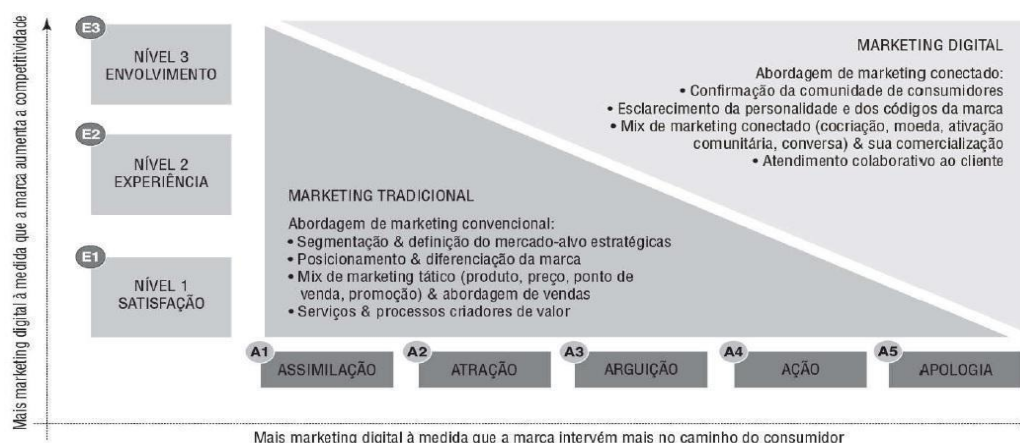 Mais marketing digital à medida que a marca aumenta a competitividade
E3
NÍVEL 3
ENVOLVIMENTO
E2
NÍVEL 2
EXPERIÊNCIA
E1
NÍVEL 1
SATISFAÇÃO
MARKETING DIGITAL
Abordagem de marketing conectado:
• Confirmação da comunidade de consumidores
• Esclarecimento da personalidade e dos códigos da marca
• Mix de marketing conectado (cocriação, moeda, ativação
comunitária, conversa) & sua comercialização
• Atendimento colaborativo ao cliente
MARKETING TRADICIONAL
Abordagem de marketing convencional:
• Segmentação & definição do mercado-alvo estratégicas
• Posicionamento & diferenciação da marca
• Mix de marketing tático (produto, preço, ponto de
venda, promoção) & abordagem de vendas
• Serviços & processos criadores de valor
A1
ASSIMILAÇÃO
A2
ATRAÇÃO
A3
ARGUIÇÃO
A4
AÇÃO
A5
APOLOGIA
Mais marketing digital à medida que a marca intervém mais no caminho do consumidor